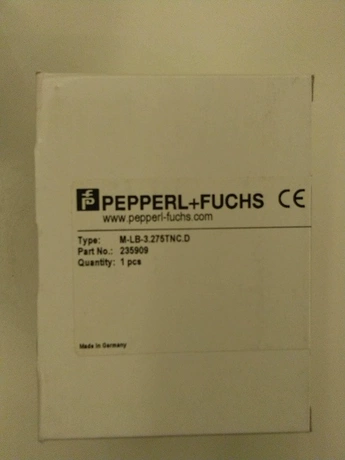 PEPPERL+FUCHS CE
www.pepperl-fuchs.com
Type: M-LB-3.275TNC.D
Part No.: 235909
Quantity: 1 pcs
Made in Germany